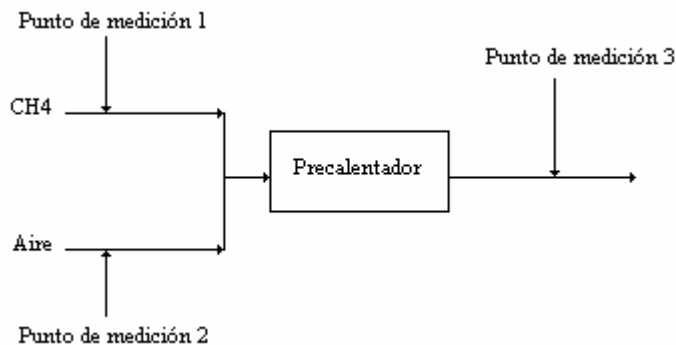 Punto de medición 1
Punto de medición 3
CH4
Precalentador
Aire
Punto de medición 2